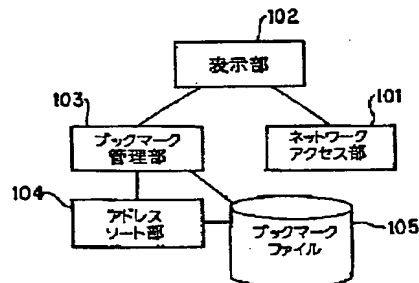 102
表示部
103
ブックマーク
管理部
101
ネットワーク
アクセス部
104
アドレス
ソート部
ブックマーク
ファイル
105